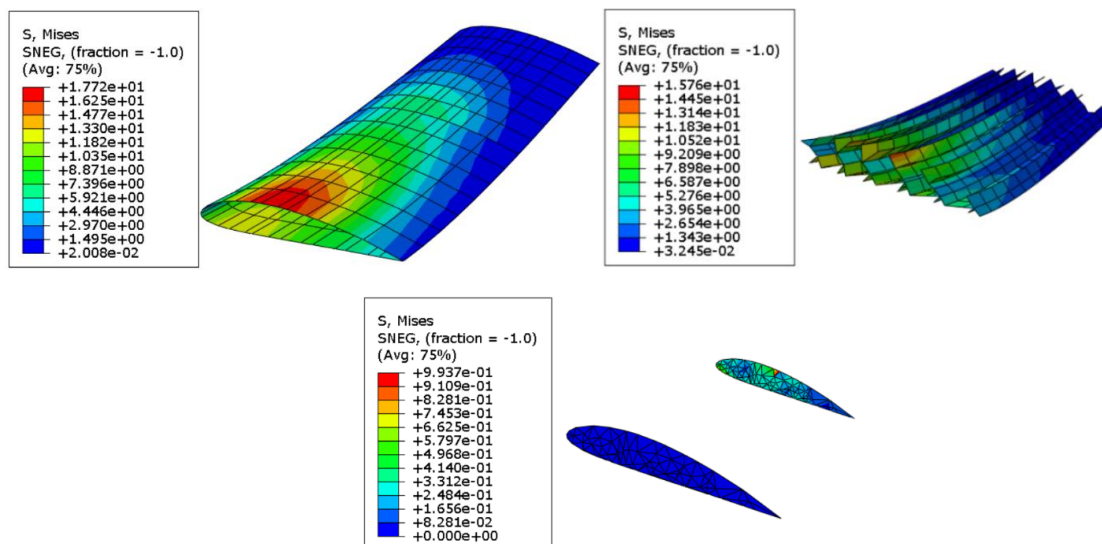 S, Mises
SNEG, (fraction = -1.0)
(Avg: 75%)
+1.772e+01
+1.625e+01
+1.477e+01
+1.330e+01
+1.182e+01
+1.035e+01
+8.871e+00
+7.396e+00
+5.921e+00
+4.446e+00
+2.970e+00
+1.495e+00
+2.008e-02
S, Mises
SNEG, (fraction = -1.0)
(Avg: 75%)
+1.576e+01
+1.445e+01
+1.314e+01
+1.183e+01
+1.052e+01
+9.209e+00
+7.898e+00
+6.587e+00
+5.276e+00
+3.965e+00
+2.654e+00
+1.343e+00
+3.245e-02
S, Mises
SNEG, (fraction = -1.0)
(Avg: 75%)
+9.937e-01
+9.109e-01
+8.281e-01
+7.453e-01
+6.625e-01
+5.797e-01
+4.968e-01
+4.140e-01
+3.312e-01
+2.484e-01
+1.656e-01
+8.281e-02
+0.000e+00